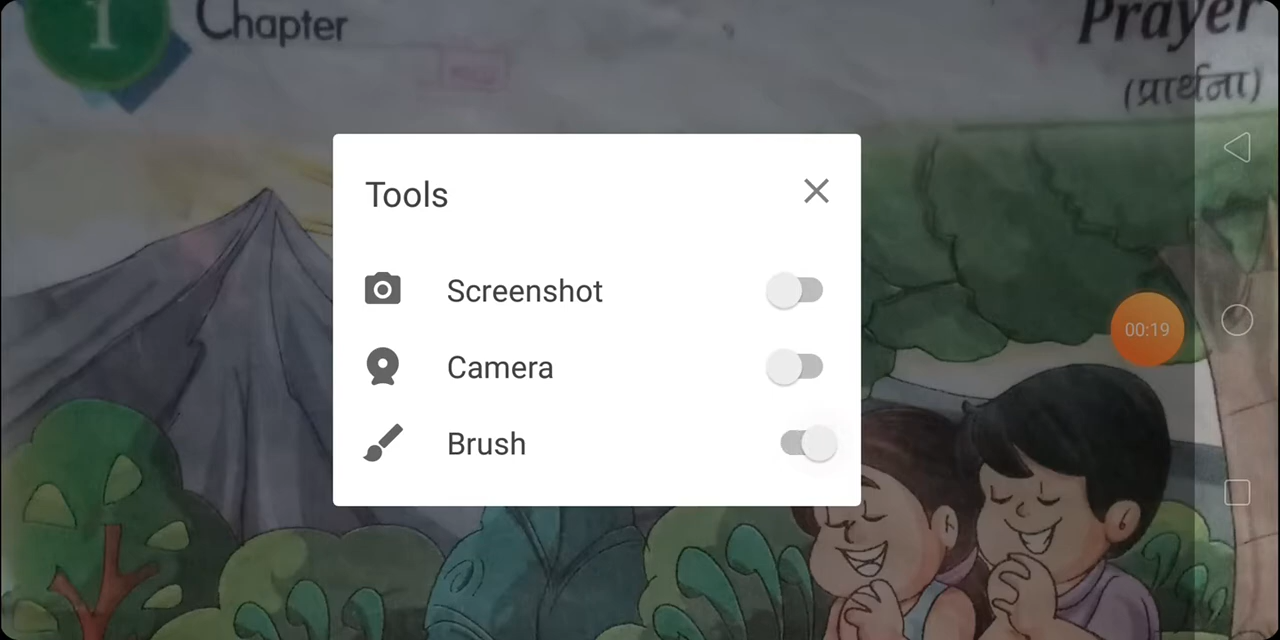 1
Chapter
Prayer
(प्रार्थना)
Tools
Screenshot
00:19
Camera
Brush